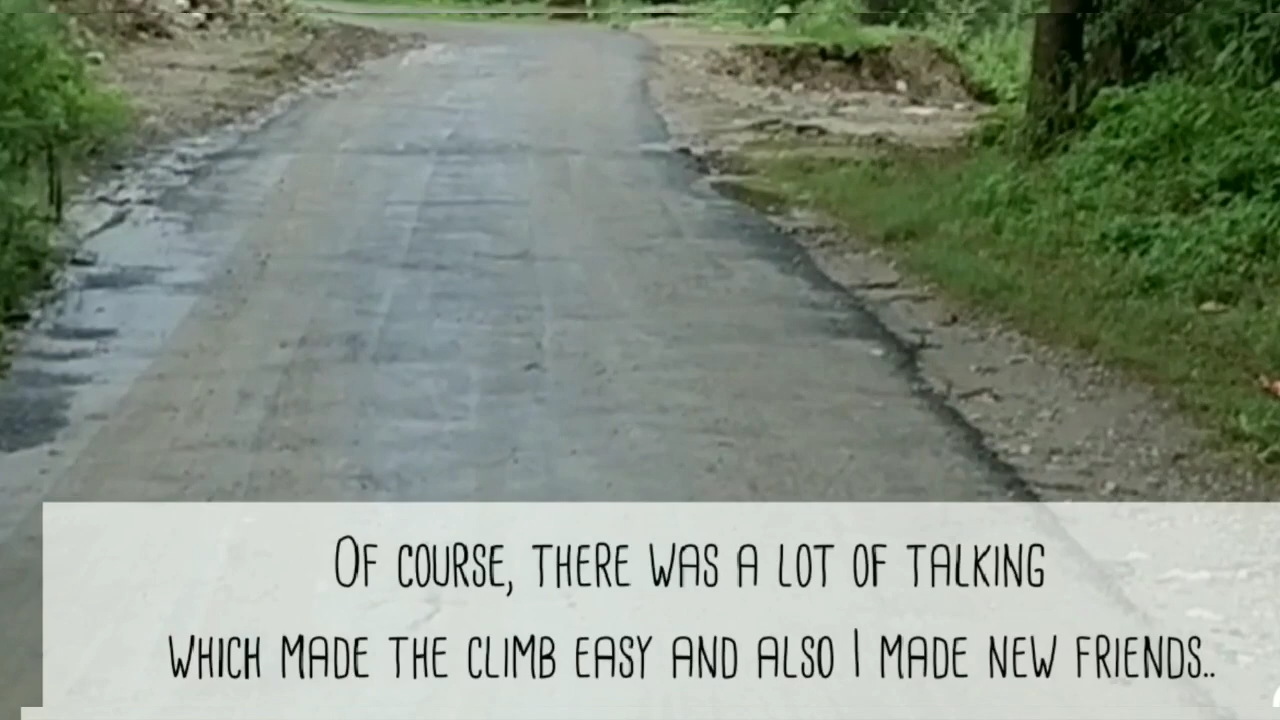 Of course, there was a lot of talking
which made the climb easy and also I made new friends..